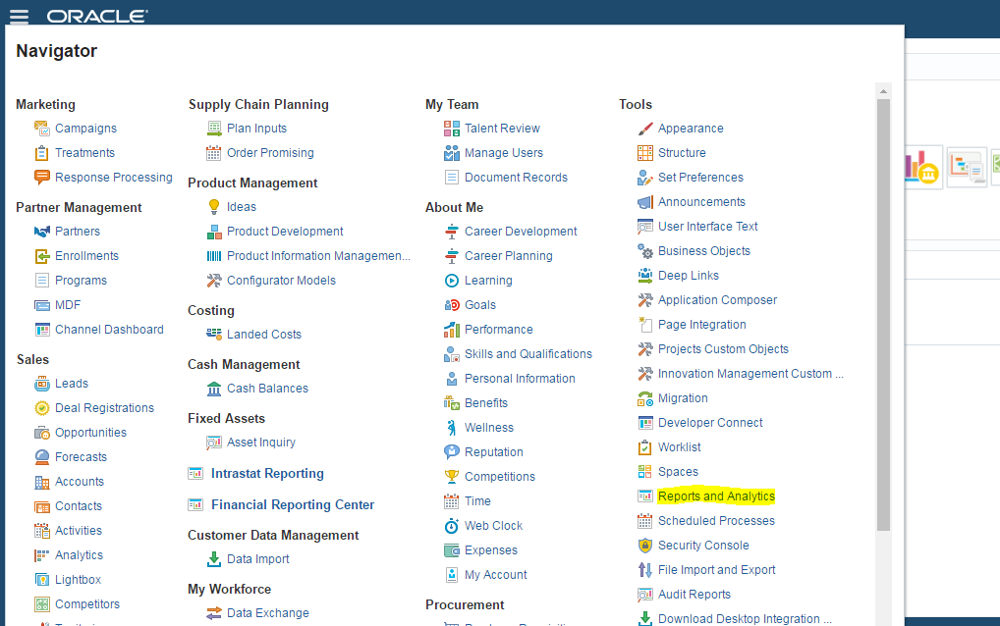 ORACLE
Navigator
Marketing
Campaigns
Treatments
Response Processing
Partner Management
Partners
Enrollments
Programs
MDF
Channel Dashboard
Sales
Leads
Deal Registrations
Opportunities
Forecasts
Accounts
Contacts
Activities
Analytics
Lightbox
Competitors
Supply Chain Planning
Plan Inputs
Order Promising
Product Management
Ideas
Product Development
Product Information Managemen...
Configurator Models
Costing
Landed Costs
Cash Management
Cash Balances
Fixed Assets
Asset Inquiry
Intrastat Reporting
Financial Reporting Center
Customer Data Management
Data Import
My Workforce
Data Exchange
My Team
Talent Review
Manage Users
Document Records
About Me
Career Development
Career Planning
Learning
Goals
Performance
Skills and Qualifications
Personal Information
Benefits
Wellness
Reputation
Competitions
Time
Web Clock
Expenses
My Account
Procurement
Tools
Appearance
Structure
Set Preferences
Announcements
User Interface Text
Business Objects
Deep Links
Application Composer
Page Integration
Projects Custom Objects
Innovation Management Custom ...
Migration
Developer Connect
Worklist
Spaces
Reports and Analytics
Scheduled Processes
Security Console
File Import and Export
Audit Reports
Download Desktop Integration ...